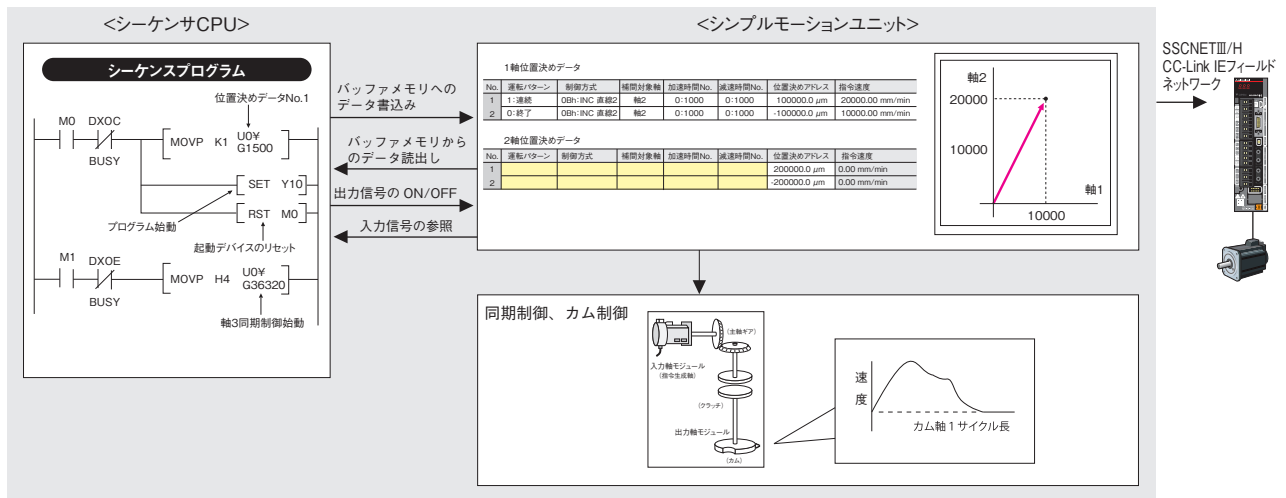 <シーケンサCPU>
シーケンスプログラム
位置決めデータNo.1
M0 DX0C
MOVP K1 U0¥
G1500
BUSY
SET Y10
RST M0
プログラム始動
起動デバイスのリセット
M1 DX0E
MOVP H4 U0¥
G36320
BUSY
軸3同期制御始動
バッファメモリへの
データ書込み
バッファメモリから
のデータ読出し
出力信号の ON/OFF
入力信号の参照
<シンプルモーションユニット>
1軸位置決めデータ
No. 運転パターン 制御方式 補間対象軸 加速時間No. 減速時間No. 位置決めアドレス 指令速度
1 1:連続 0Bh:INC 直線2 軸2 0:1000 0:1000 100000.0 μm 20000.00 mm/min
2 0:終了 0Bh:INC 直線2 軸2 0:1000 0:1000 -100000.0 μm 10000.00 mm/min
2軸位置決めデータ
No. 運転パターン 制御方式 補間対象軸 加速時間No. 減速時間No. 位置決めアドレス 指令速度
1 200000.0 μm 0.00 mm/min
2 -200000.0 μm 0.00 mm/min
軸2
20000
10000
軸1
10000
同期制御、カム制御
(主軸ギア)
入力軸モジュール
(指令生成軸)
(クラッチ)
出力軸モジュール
(カム)
速
度
カム軸1サイクル長
SSCNETⅢ/H
CC-Link IEフィールド
ネットワーク